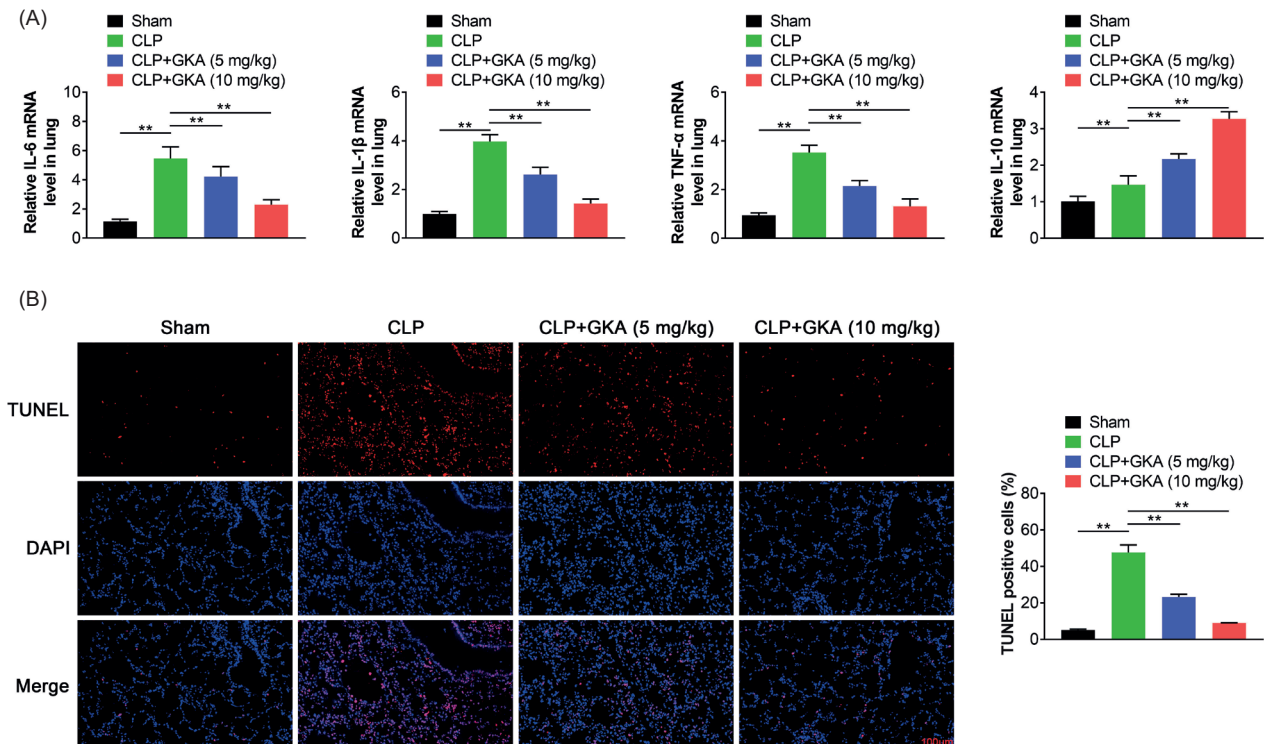 (A)
Sham
CLP
CLP+GKA (5 mg/kg)
CLP+GKA (10 mg/kg)
Relative IL-6 mRNA
level in lung
10
8
6
4
2
0
**
**
**
Sham
CLP
CLP+GKA (5 mg/kg)
CLP+GKA (10 mg/kg)
Relative IL-1β mRNA
level in lung
6
4
2
0
**
**
**
Sham
CLP
CLP+GKA (5 mg/kg)
CLP+GKA (10 mg/kg)
Relative TNF-α mRNA
level in lung
6
4
2
0
**
**
**
Sham
CLP
CLP+GKA (5 mg/kg)
CLP+GKA (10 mg/kg)
Relative IL-10 mRNA
level in lung
4
3
2
1
0
**
**
**
(B)
Sham
CLP
CLP+GKA (5 mg/kg)
CLP+GKA (10 mg/kg)
TUNEL
DAPI
Merge
100μm
Sham
CLP
CLP+GKA (5 mg/kg)
CLP+GKA (10 mg/kg)
TUNEL positive cells (%)
80
60
40
20
0
**
**
**